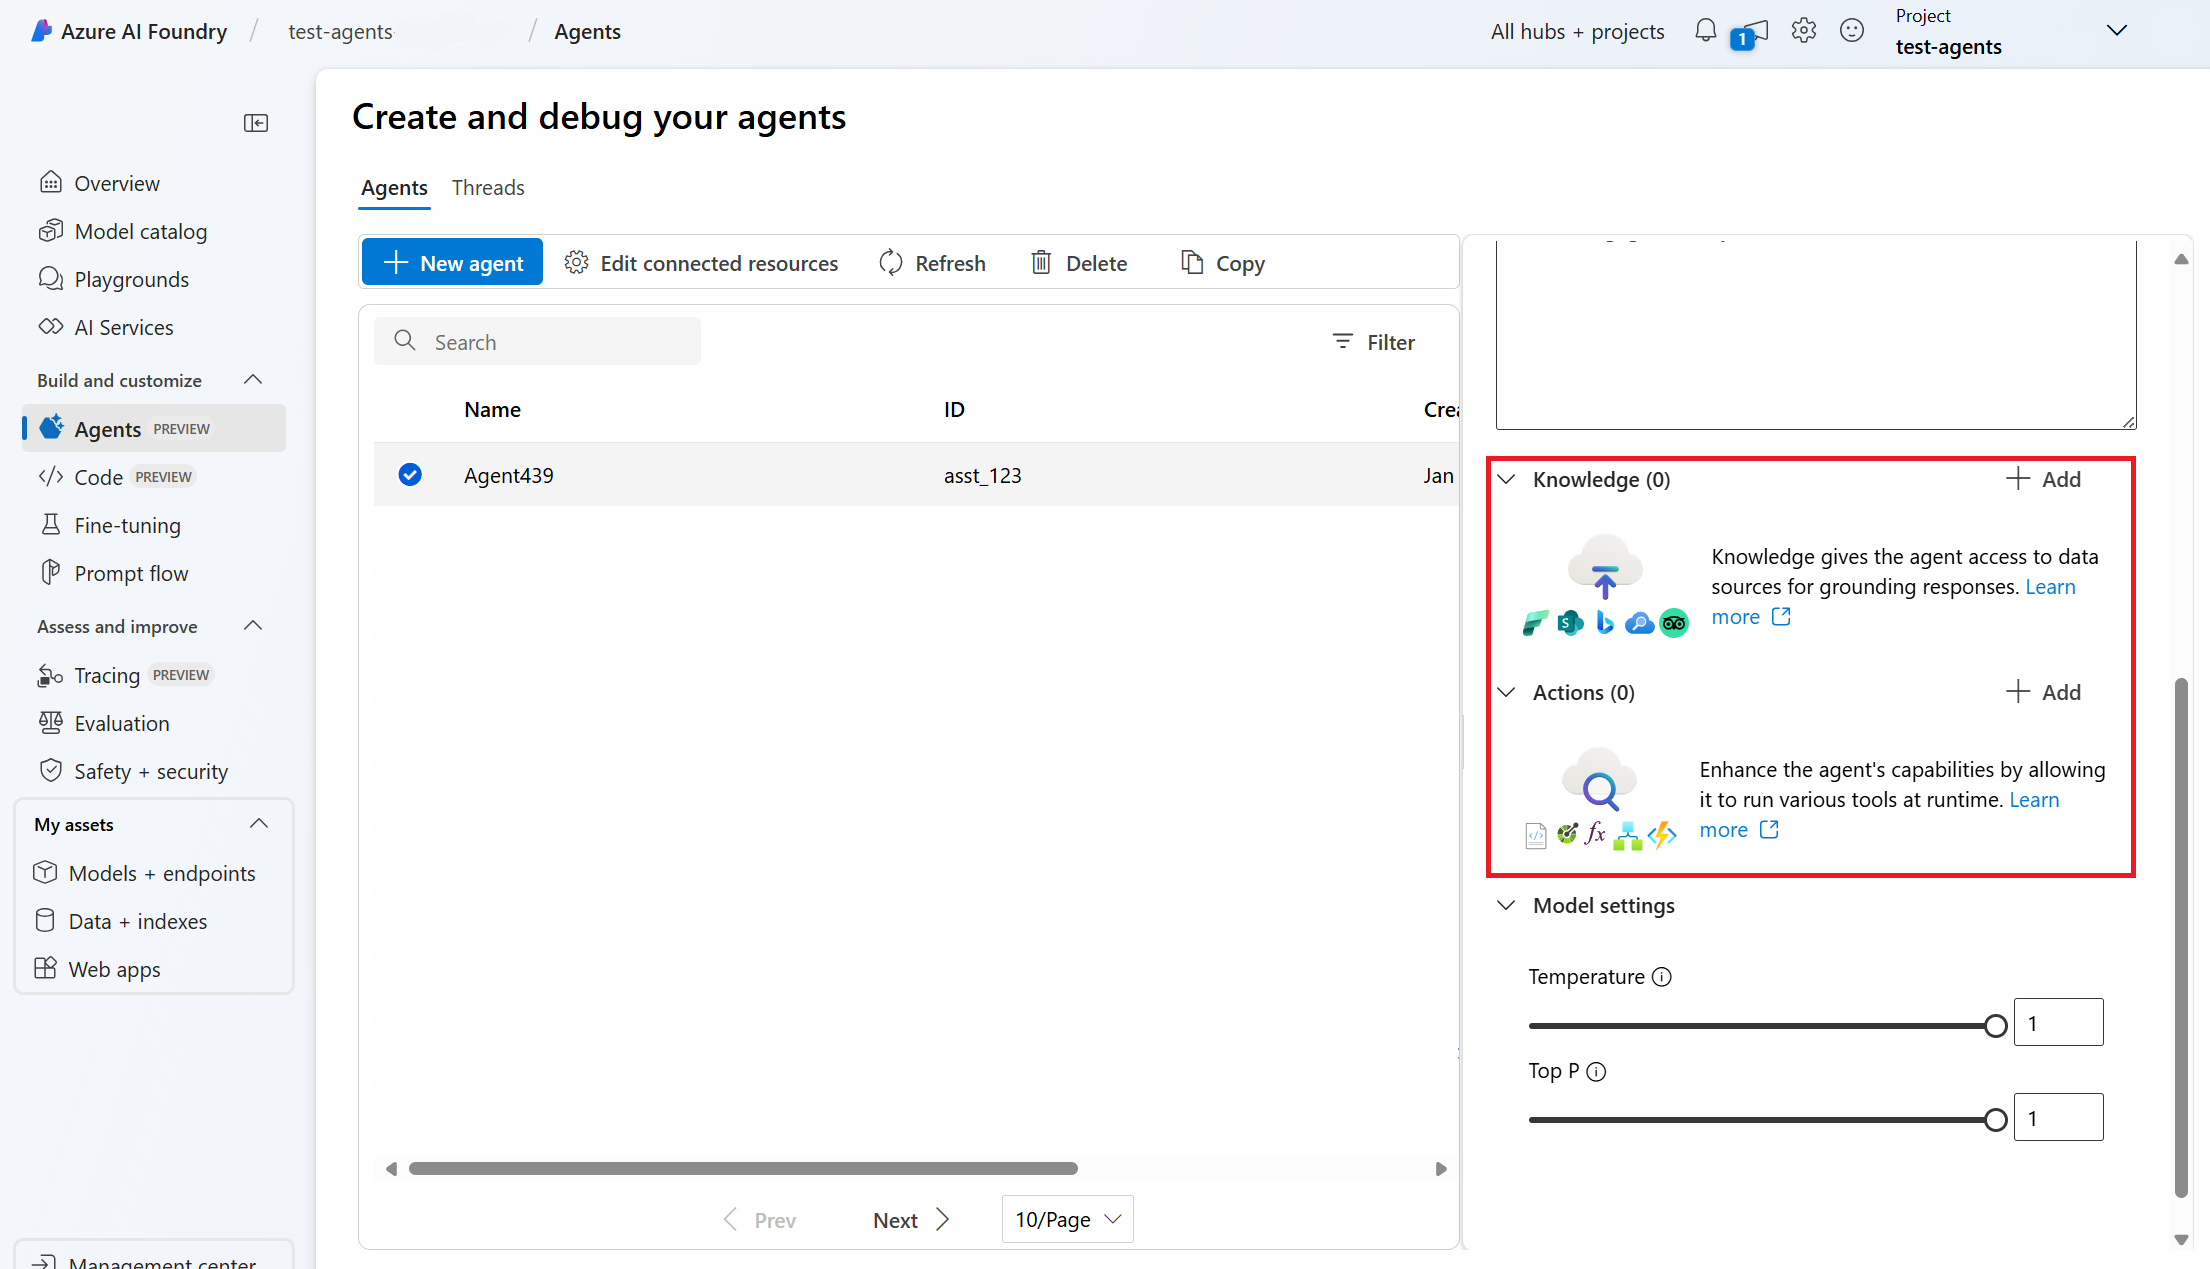 Azure AI Foundry / test-agents / Agents
All hubs + projects
1
Project
test-agents
Create and debug your agents
Overview
Model catalog
Playgrounds
AI Services
Build and customize
Agents PREVIEW
Code PREVIEW
Fine-tuning
Prompt flow
Assess and improve
Tracing PREVIEW
Evaluation
Safety + security
My assets
Models + endpoints
Data + indexes
Web apps
Management center
Agents
Threads
New agent
Edit connected resources
Refresh
Delete
Copy
Search
Filter
Name
ID
Crea
Agent439
asst_123
Jan
Prev
Next
10/Page
Knowledge (0)
Add
Knowledge gives the agent access to data
sources for grounding responses. Learn
more
Actions (0)
Add
Enhance the agent's capabilities by allowing
it to run various tools at runtime. Learn
more
fx
Model settings
Temperature
1
Top P
1